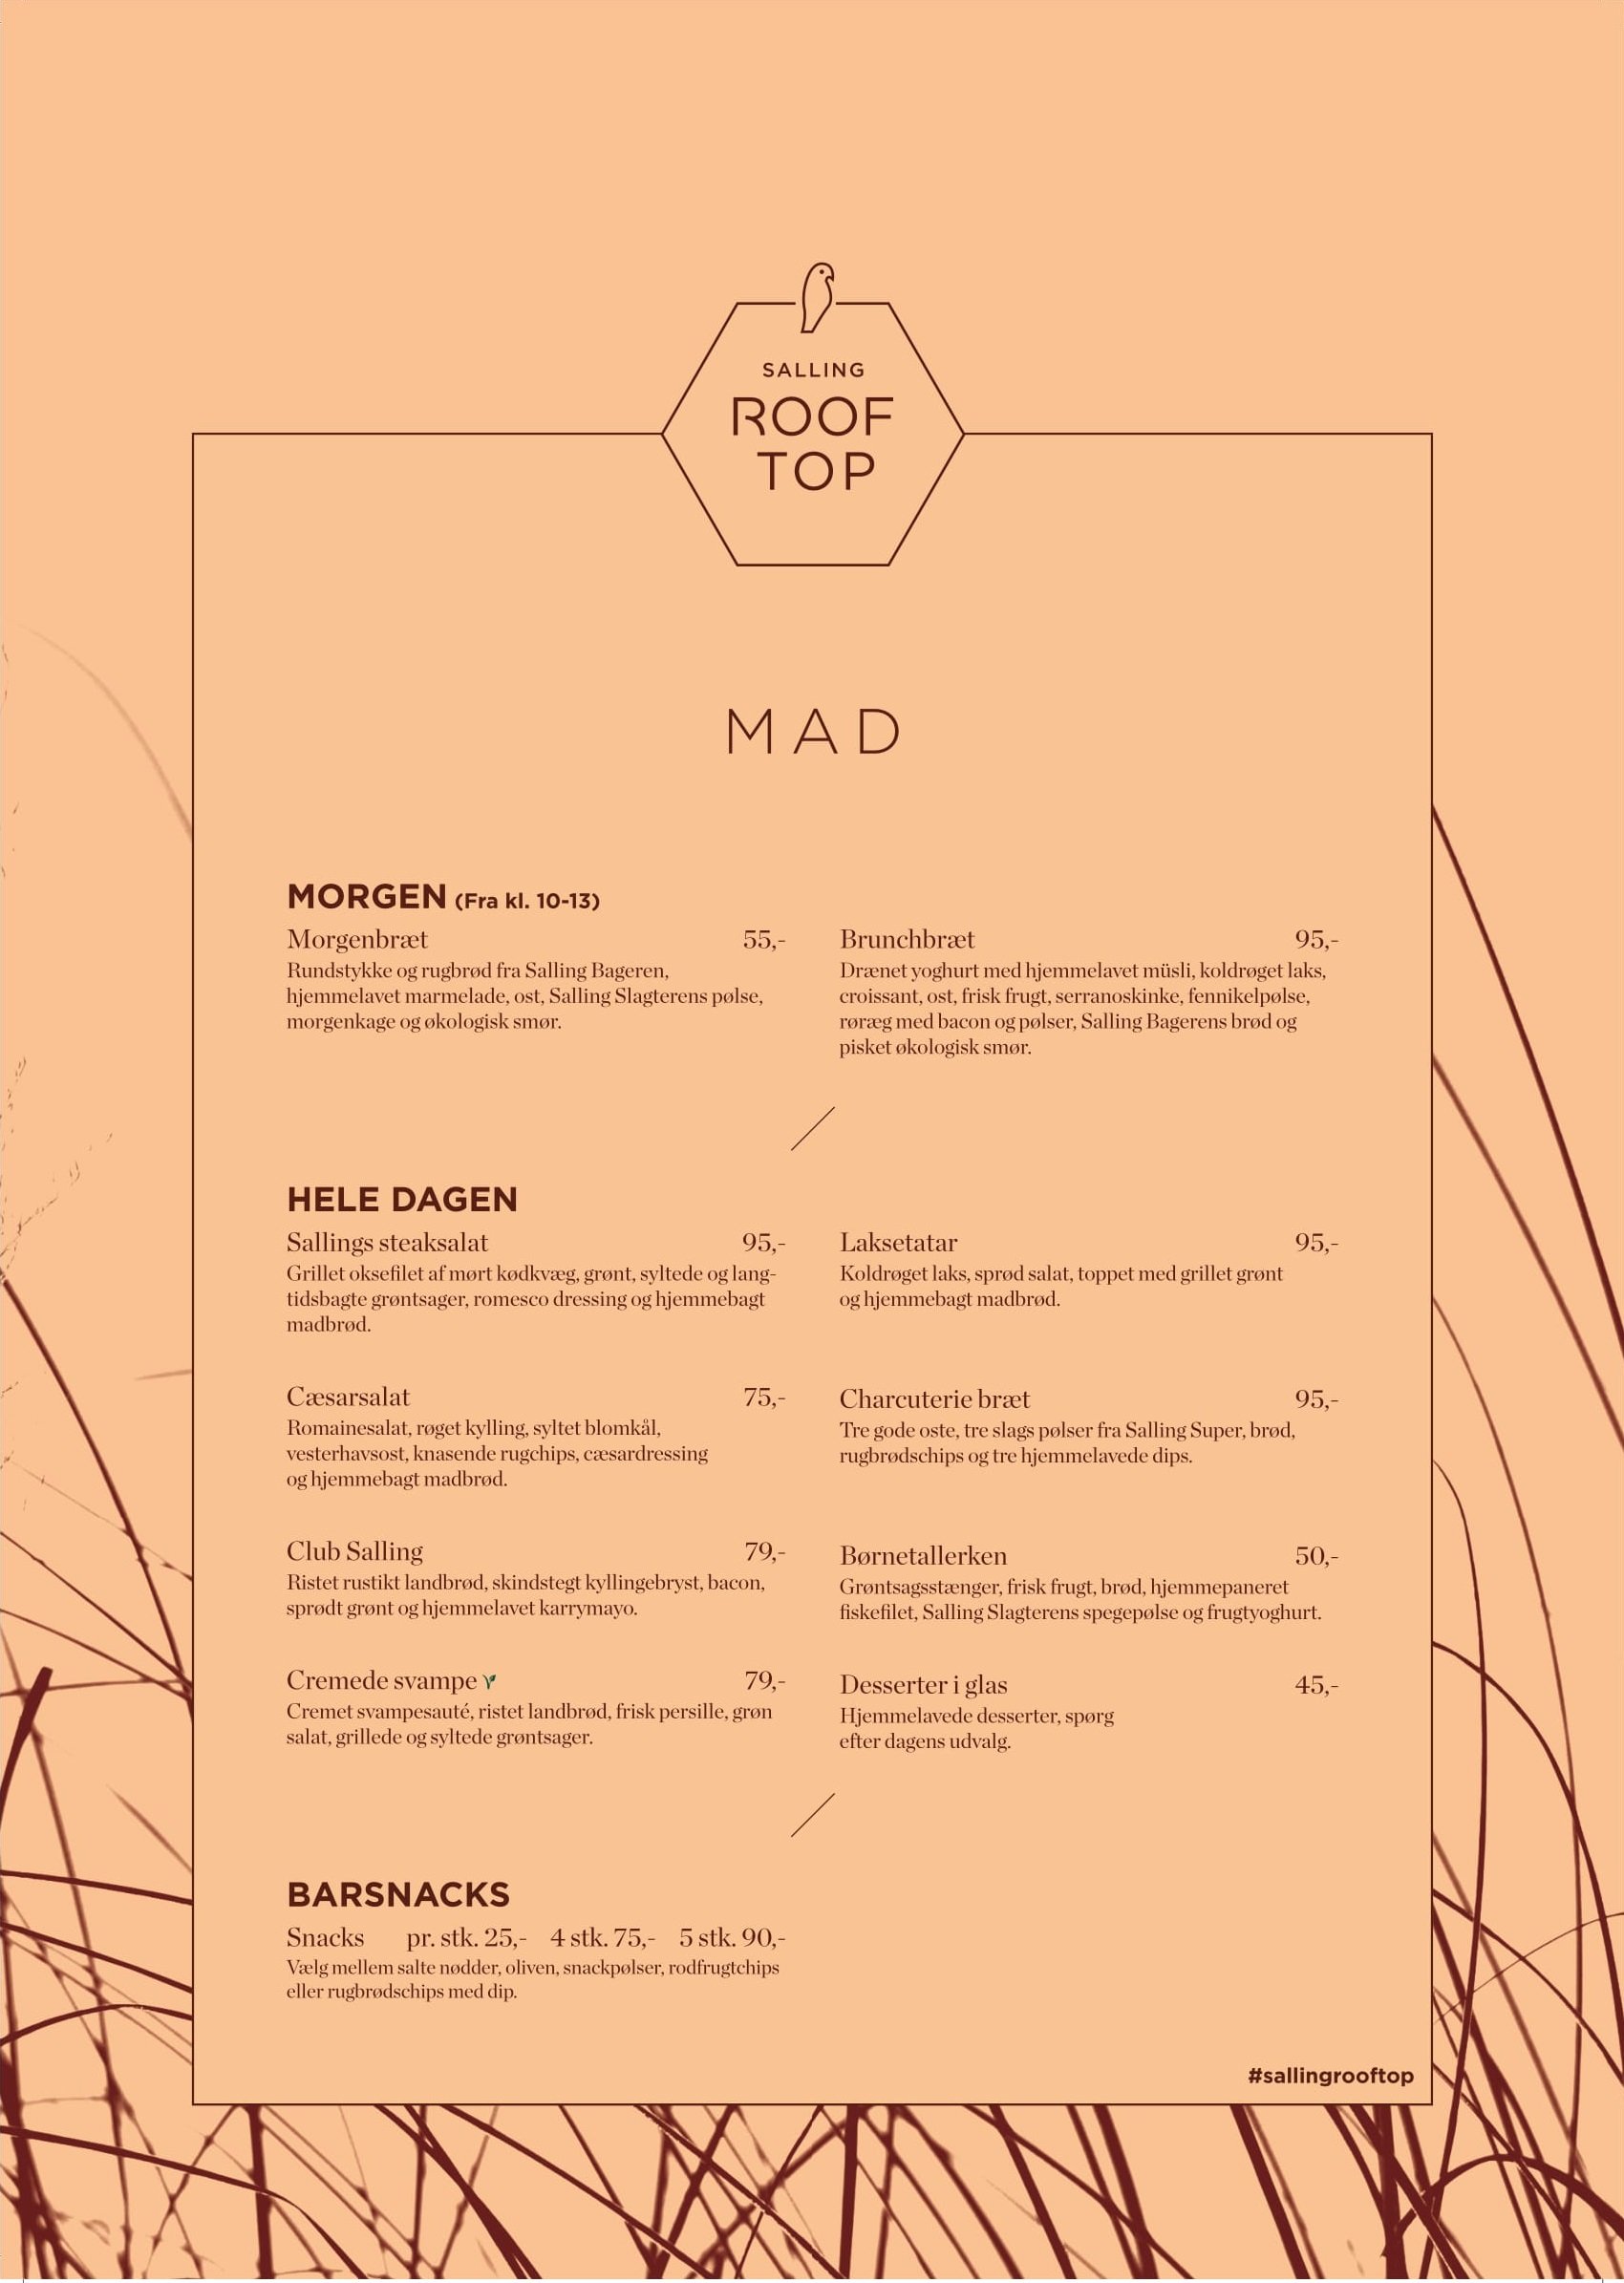 SALLING
ROOF
TOP
MAD
MORGEN (Fra kl. 10-13)
Morgenbræt 55,-
Rundstykke og rugbrød fra Salling Bageren,
hjemmelavet marmelade, ost, Salling Slagterens pølse,
morgenkage og økologisk smør.
Brunchbræt 95,-
Drænet yoghurt med hjemmelavet müsli, koldrøget laks,
croissant, ost, frisk frugt, serranoskinke, fennikelpølse,
røræg med bacon og pølser, Salling Bagerens brød og
pisket økologisk smør.
HELE DAGEN
Sallings steaksalat 95,-
Grillet oksefilet af mørt kødkvæg, grønt, syltede og lang-
tidsbagte grøntsager, romesco dressing og hjemmebagt
madbrød.
Cæsarsalat 75,-
Romainesalat, røget kylling, syltet blomkål,
vesterhavsost, knasende rugchips, cæsardressing
og hjemmebagt madbrød.
Club Salling 79,-
Ristet rustikt landbrød, skindstegt kyllingebryst, bacon,
sprødt grønt og hjemmelavet karrymayo.
Cremede svampe 79,-
Cremet svampesauté, ristet landbrød, frisk persille, grøn
salat, grillede og syltede grøntsager.
Laksetatar 95,-
Koldrøget laks, sprød salat, toppet med grillet grønt
og hjemmebagt madbrød.
Charcuterie bræt 95,-
Tre gode oste, tre slags pølser fra Salling Super, brød,
rugbrødschips og tre hjemmelavede dips.
Børnetallerken 50,-
Grøntsagsstænger, frisk frugt, brød, hjemmepaneret
fiskefilet, Salling Slagterens spegepølse og frugtyoghurt.
Desserter i glas 45,-
Hjemmelavede desserter, spørg
efter dagens udvalg.
BARSNACKS
Snacks pr. stk. 25,- 4 stk. 75,- 5 stk. 90,-
Vælg mellem salte nødder, oliven, snackpølser, rodfrugtchips
eller rugbrødschips med dip.
#sallingrooftop